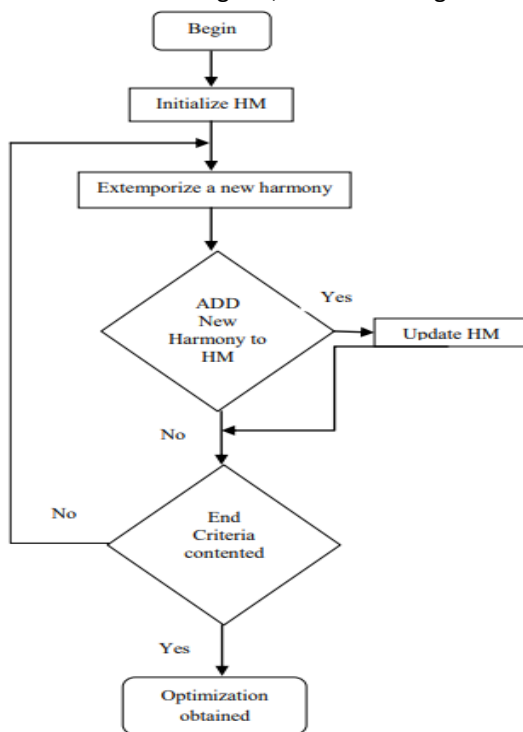 Begin
Initialize HM
Extemporize a new harmony
ADD
New
Harmony to
HM
Yes
Update HM
No
End
Criteria
contented
No
Yes
Optimization
obtained